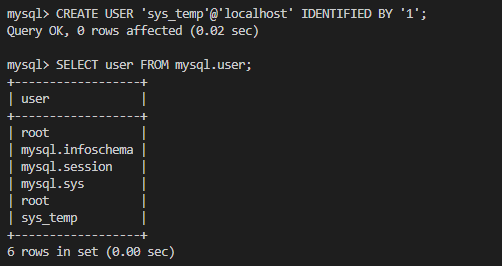 mysql> CREATE USER 'sys_temp'@'localhost' IDENTIFIED BY '1';
Query OK, 0 rows affected (0.02 sec)
mysql> SELECT user FROM mysql.user;
+------------------+
| user             |
+------------------+
| root             |
| mysql.infoschema |
| mysql.session    |
| mysql.sys        |
| root             |
| sys_temp         |
+------------------+
6 rows in set (0.00 sec)